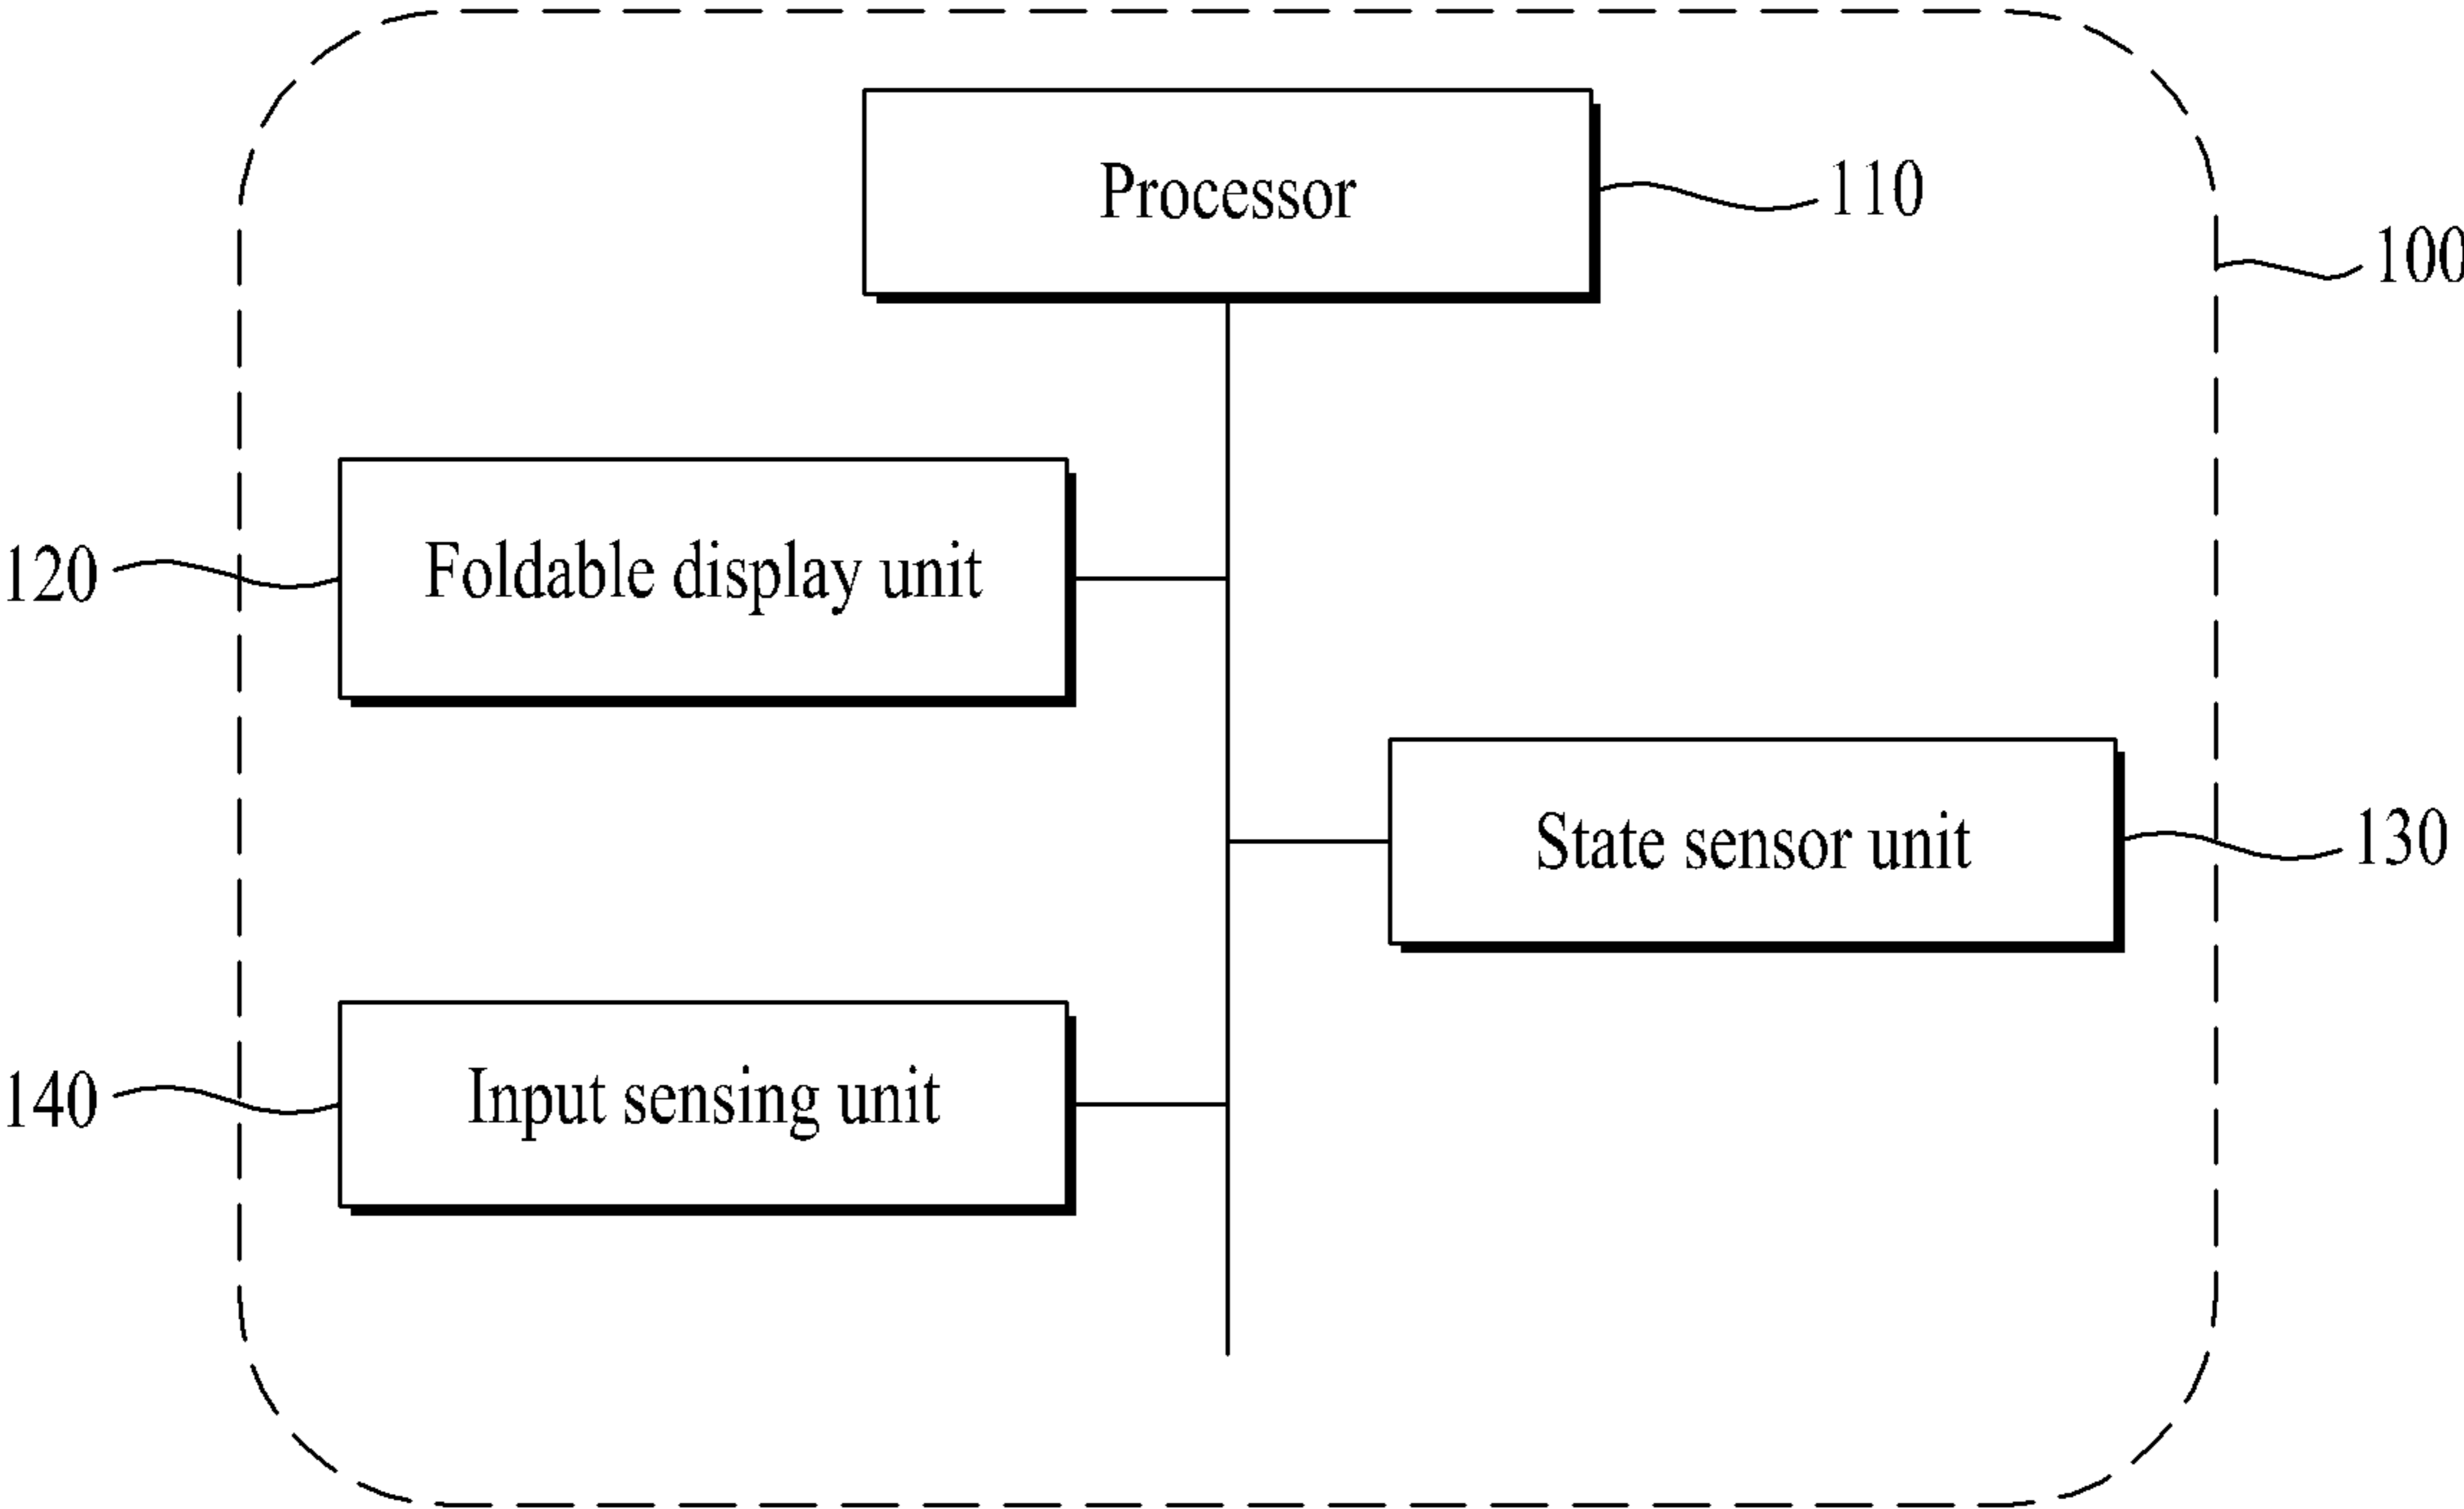 Processor
110
100
120
Foldable display unit
State sensor unit
130
140
Input sensing unit